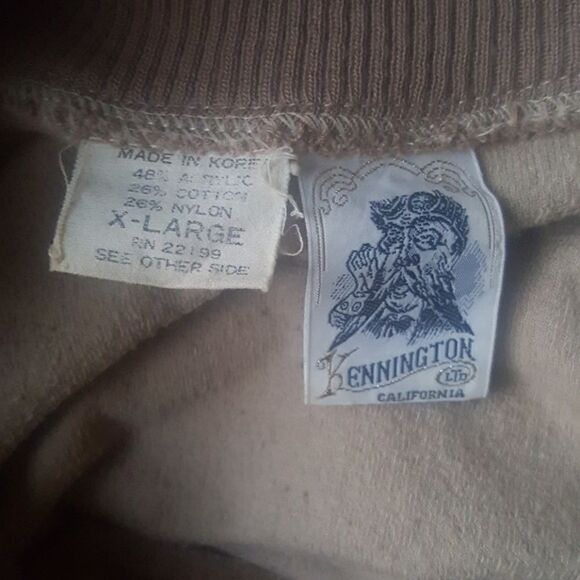 MADE IN KOREA
48% ACRYLIC
26% COTTON
26% NYLON
X-LARGE
RN 22199
SEE OTHER SIDE
KENNINGTON
LTD
CALIFORNIA